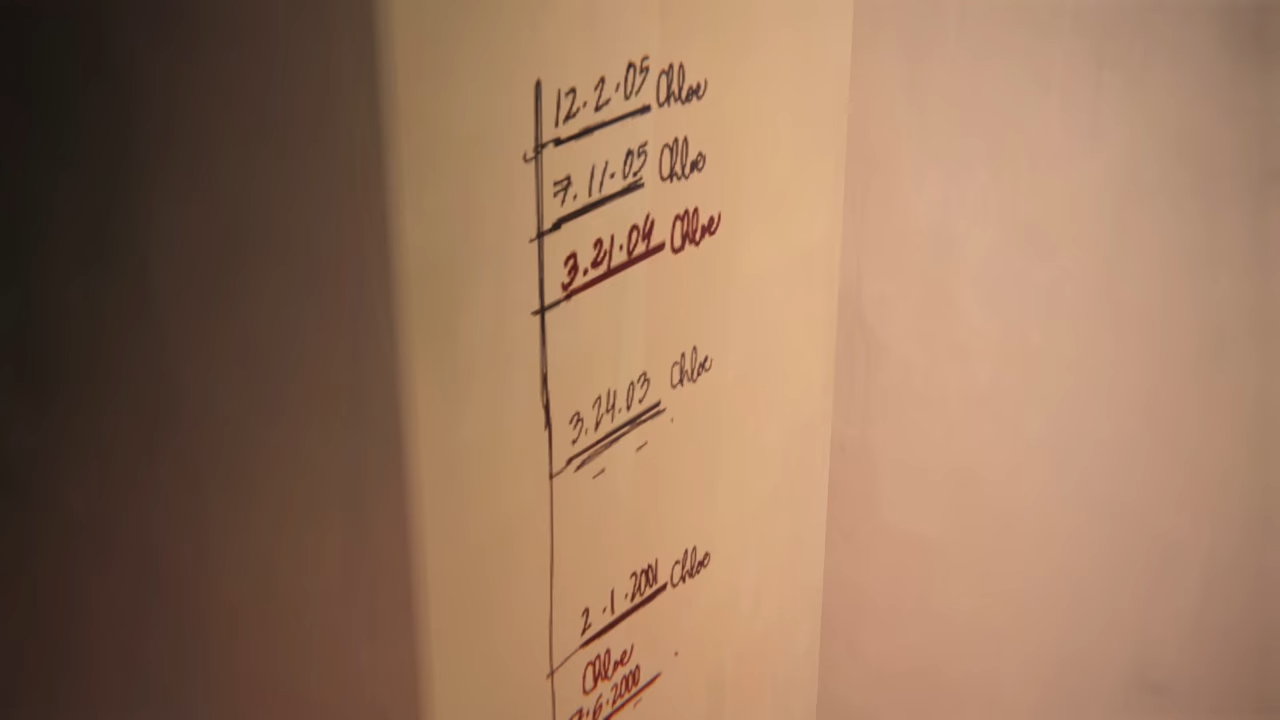 12.2.05 Chloe
7.11.05 Chloe
3.21.04 Chloe
3.24.03 Chloe
2.1.2001 Chloe
Chloe